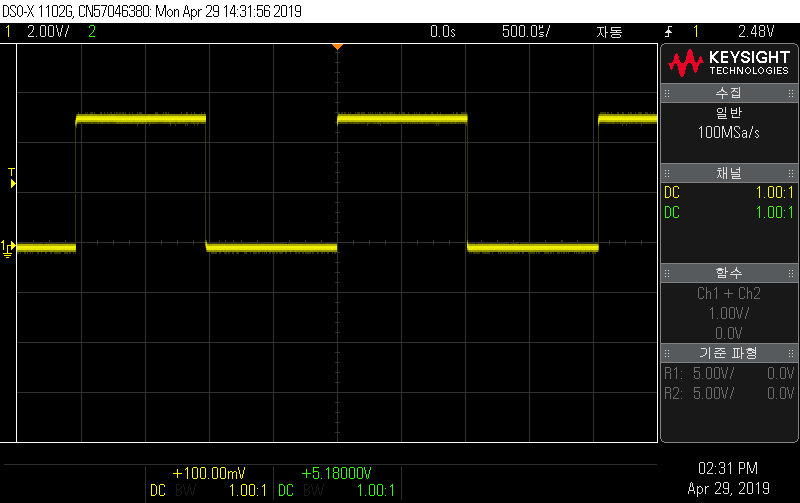 DSO-X 1102G, CN57046380: Mon Apr 29 14:31:56 2019
1 2.00V/ 2 0.0s 500.0㎲/ 자동 1 2.48V
KEYSIGHT
TECHNOLOGIES
수집
일반
100MSa/s
채널
DC 1.00:1
DC 1.00:1
함수
Ch1 + Ch2
1.00V/
0.0V
기준 파형
R1: 5.00V/ 0.0V
R2: 5.00V/ 0.0V
T
1
+100.00mV
DC BW 1.00:1
+5.18000V
DC BW 1.00:1
02:31 PM
Apr 29, 2019